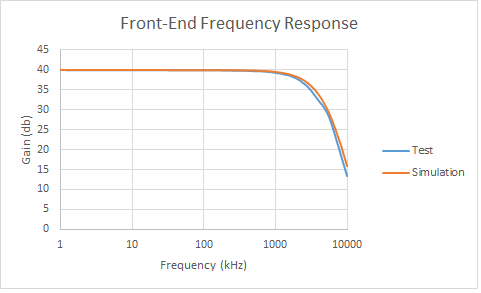 Front-End Frequency Response
45
40
35
30
25
20
15
10
5
0
Gain (db)
1 10 100 1000 10000
Frequency (kHz)
Test
Simulation